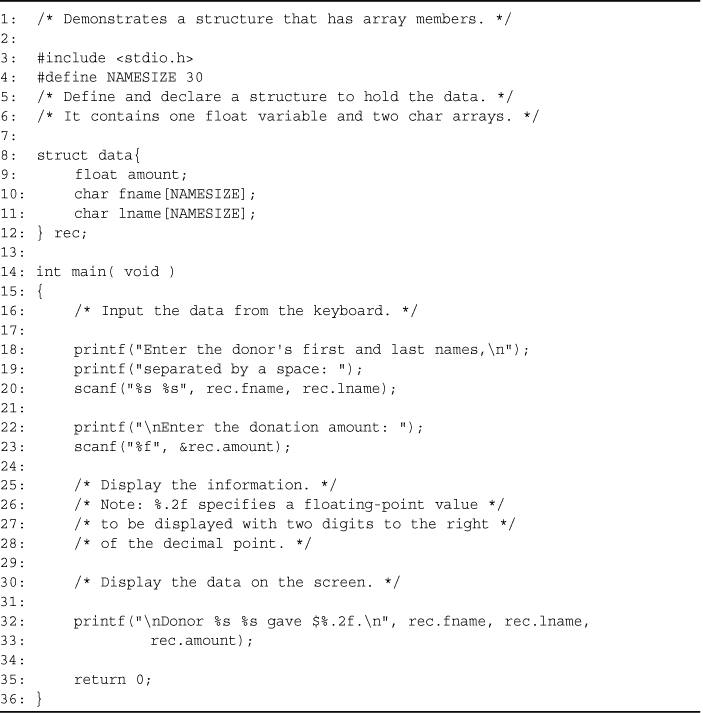 1: /* Demonstrates a structure that has array members. */
2:
3: #include <stdio.h>
4: #define NAMESIZE 30
5: /* Define and declare a structure to hold the data. */
6: /* It contains one float variable and two char arrays. */
7:
8: struct data{
9:     float amount;
10:     char fname[NAMESIZE];
11:     char lname[NAMESIZE];
12: } rec;
13:
14: int main( void )
15: {
16:     /* Input the data from the keyboard. */
17:
18:     printf("Enter the donor's first and last names,\n");
19:     printf("separated by a space: ");
20:     scanf("%s %s", rec.fname, rec.lname);
21:
22:     printf("\nEnter the donation amount: ");
23:     scanf("%f", &rec.amount);
24:
25:     /* Display the information. */
26:     /* Note: %.2f specifies a floating-point value */
27:     /* to be displayed with two digits to the right */
28:     /* of the decimal point. */
29:
30:     /* Display the data on the screen. */
31:
32:     printf("\nDonor %s %s gave $%.2f.\n", rec.fname, rec.lname,
33:             rec.amount);
34:
35:     return 0;
36: }